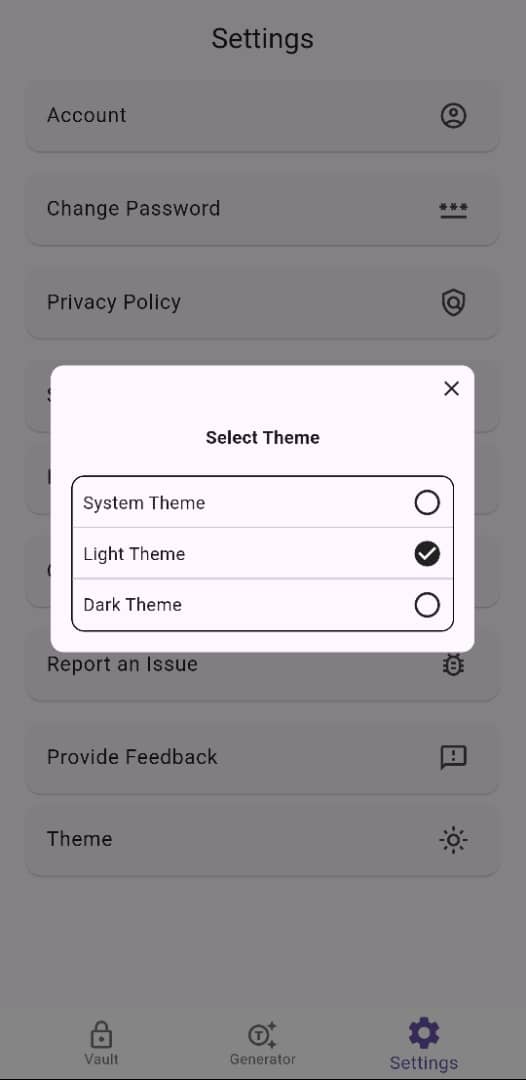 Settings
Account
Change Password
Privacy Policy
Select Theme
System Theme
Light Theme
Dark Theme
Report an Issue
Provide Feedback
Theme
Vault
Generator
Settings